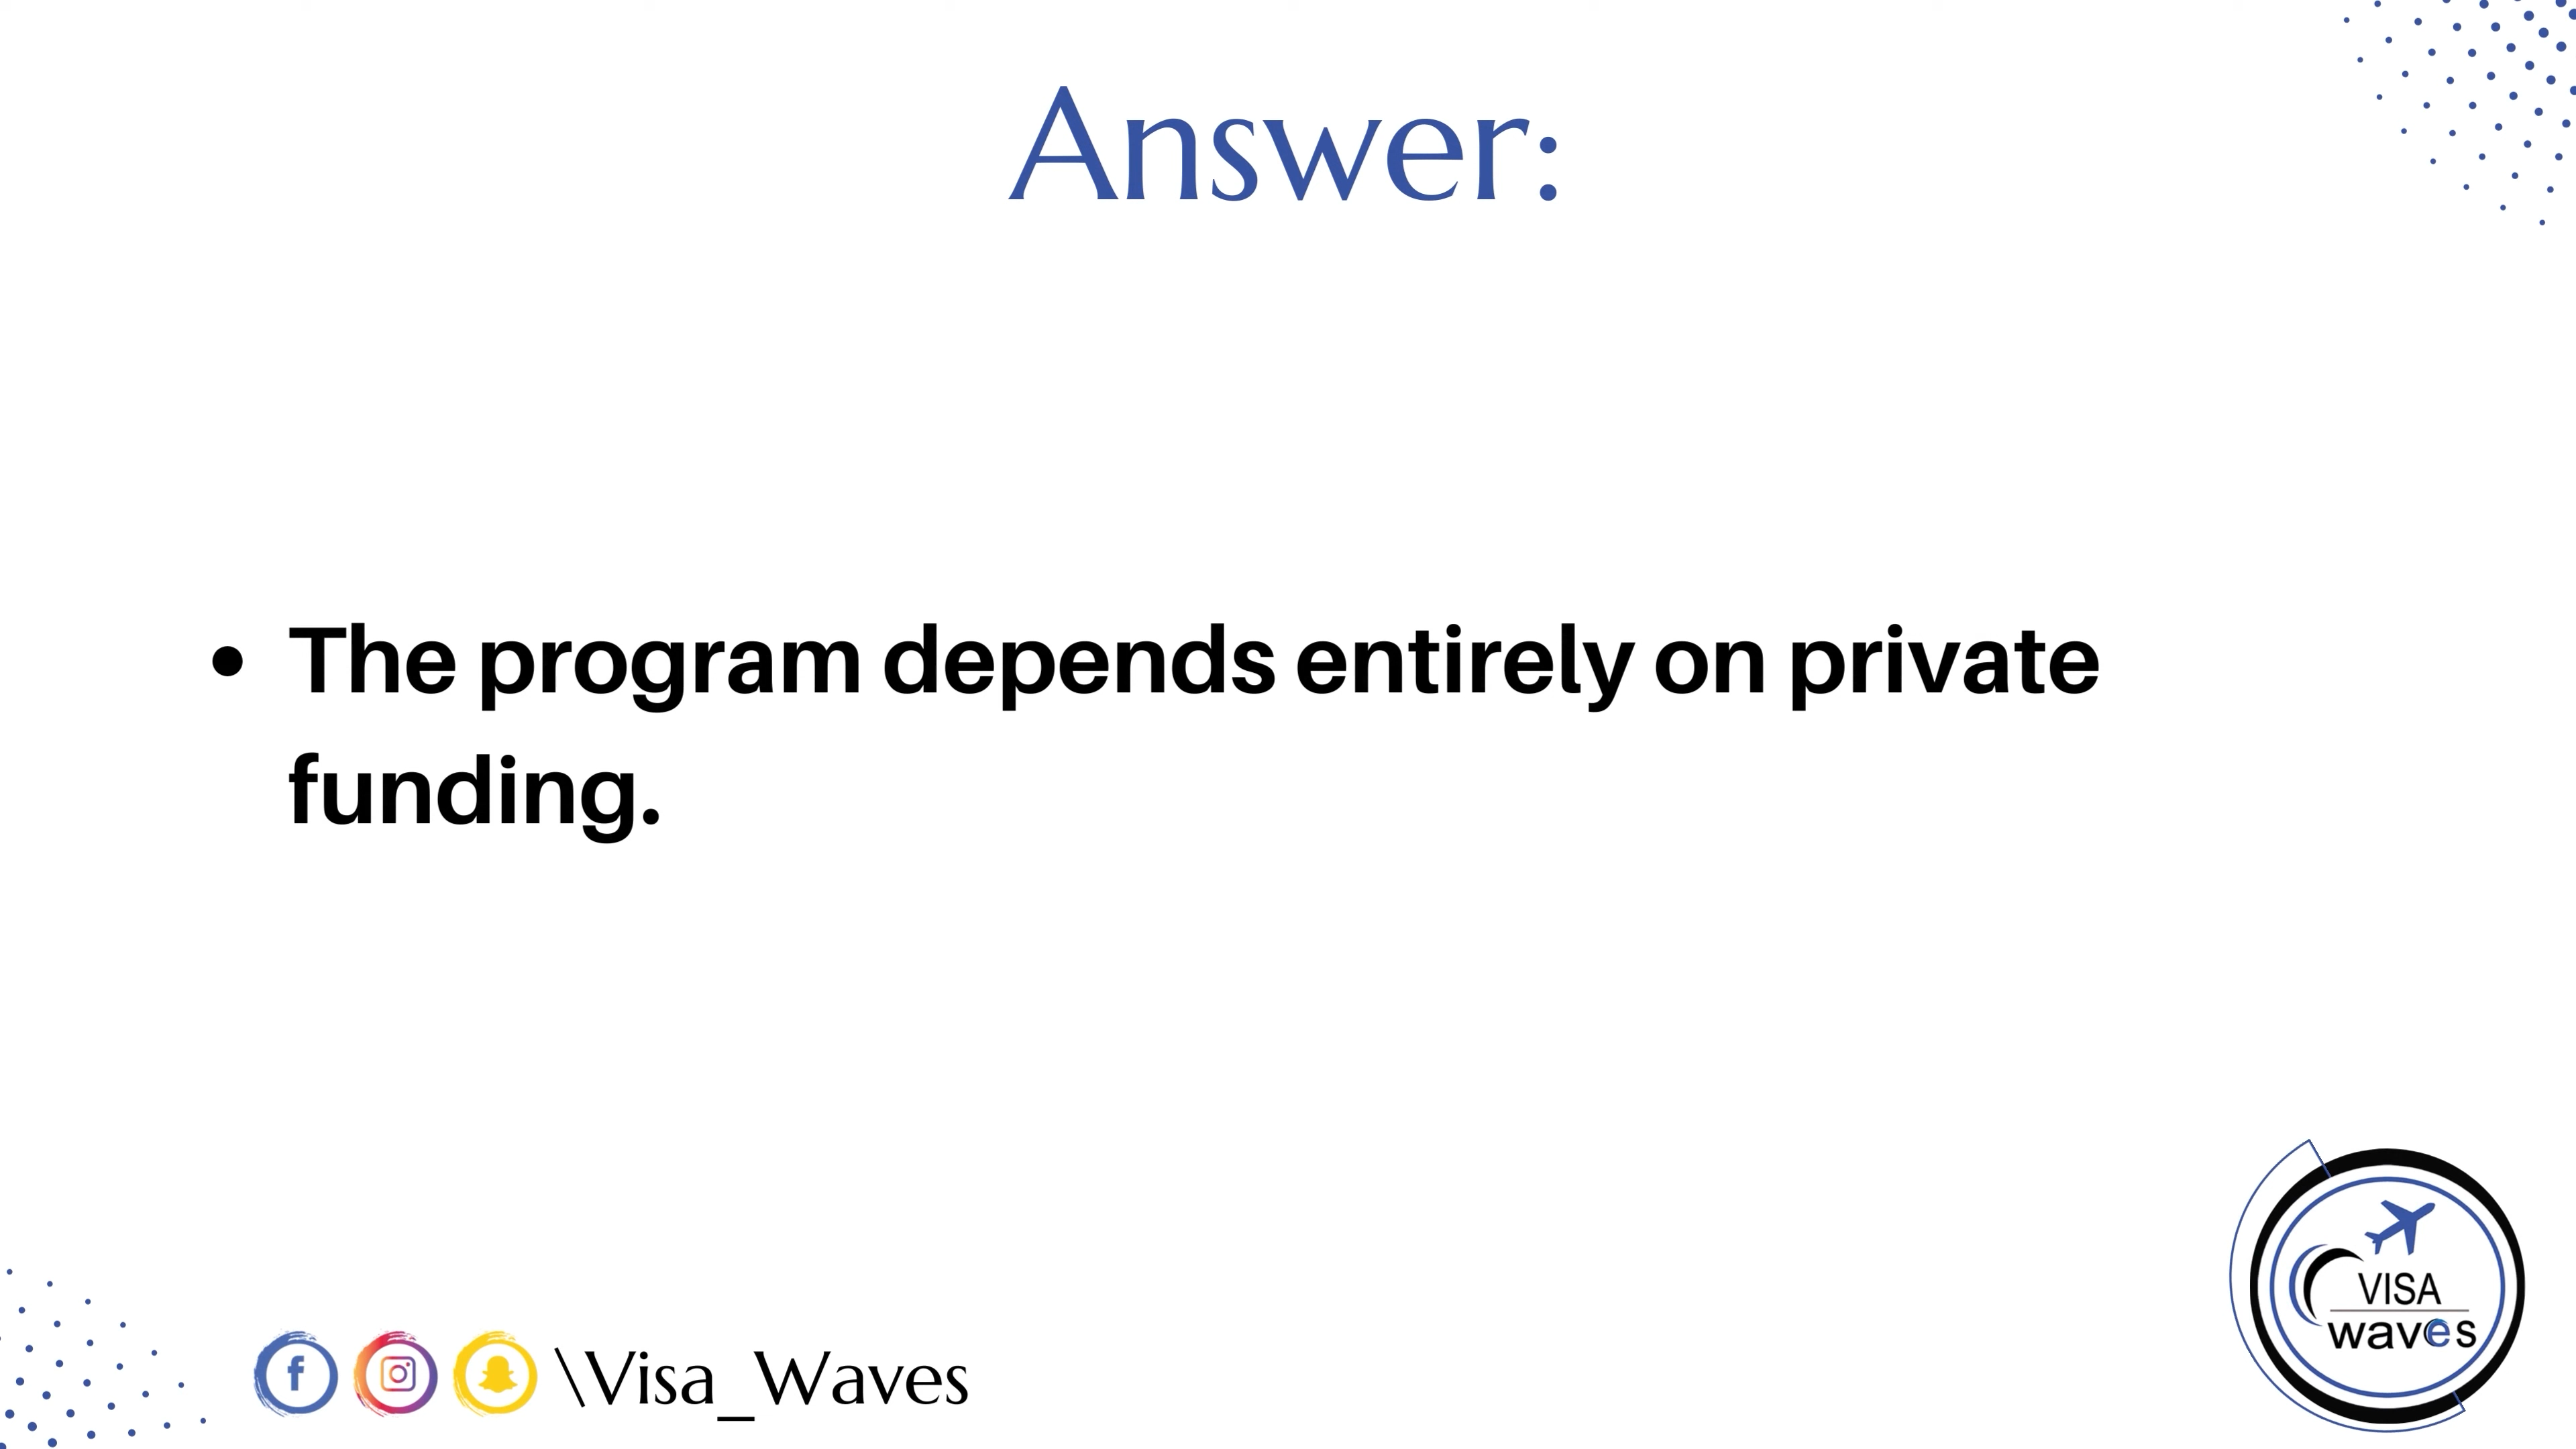 Answer:
• The program depends entirely on private
funding.
\Visa_Waves
VISA
waves